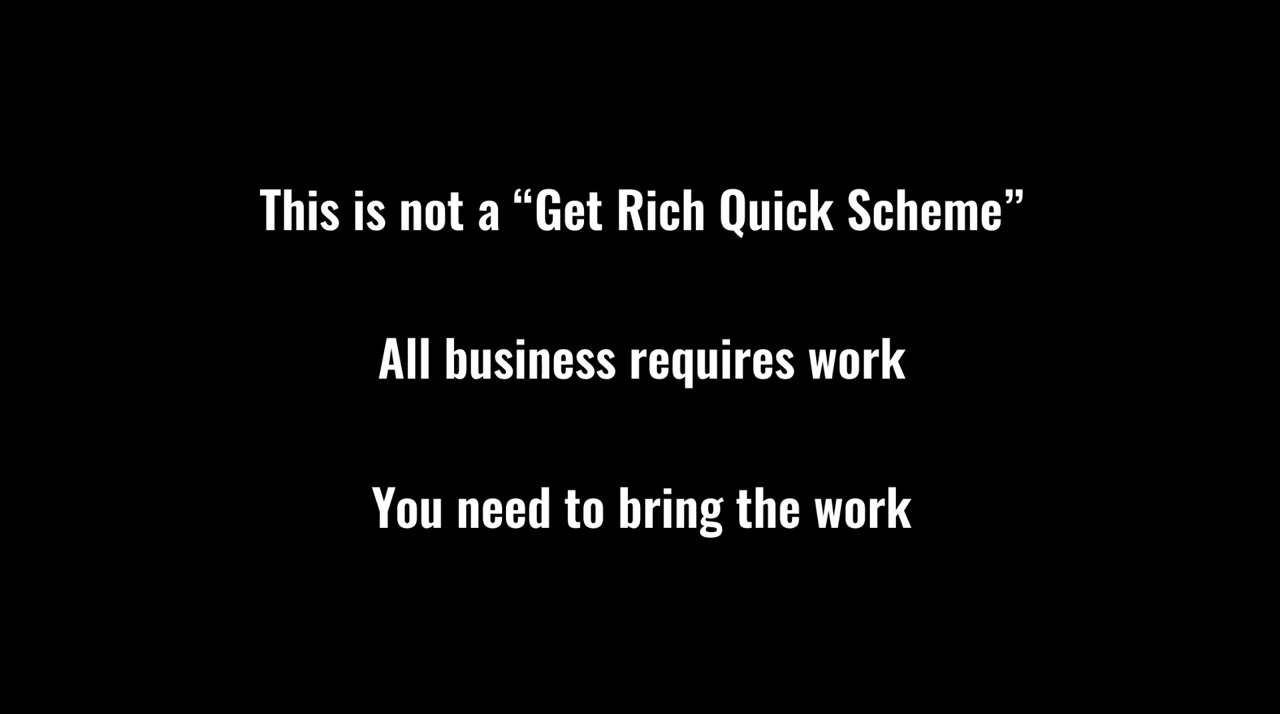 This is not a “Get Rich Quick Scheme”
All business requires work
You need to bring the work